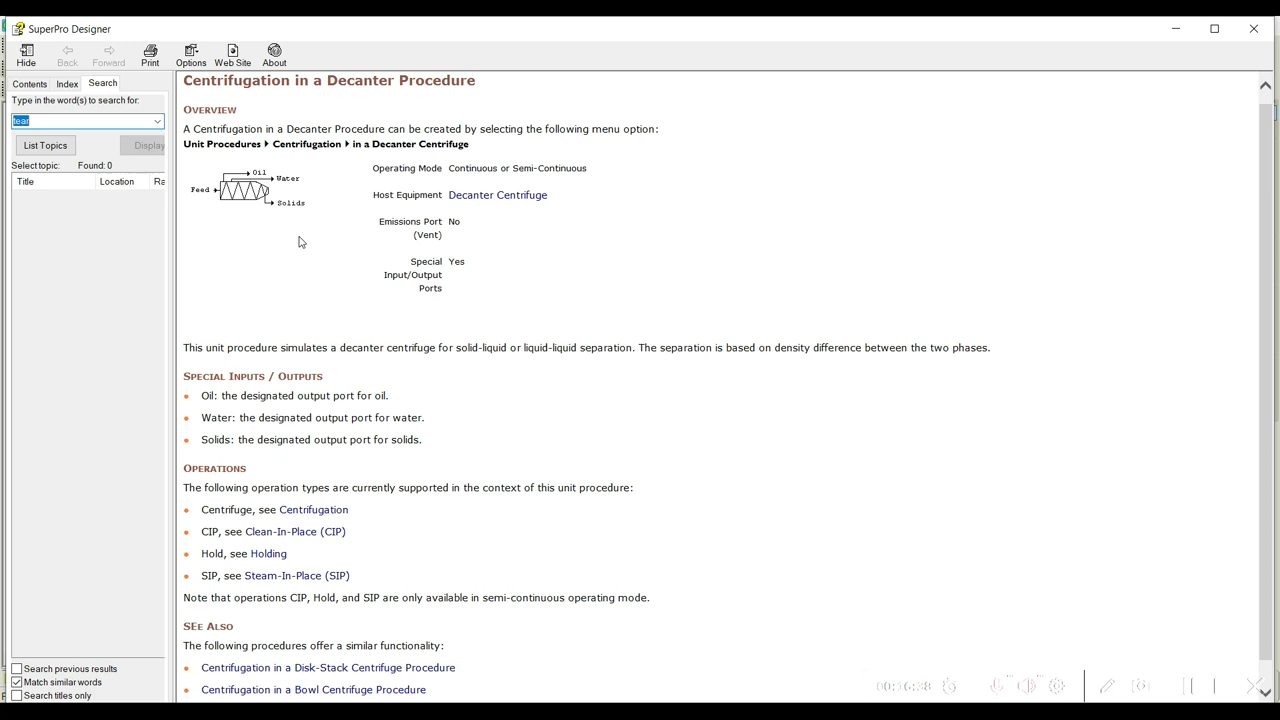 SuperPro Designer
Hide Back Forward Print Options Web Site About
Contents Index Search
Type in the word(s) to search for:
tear
List Topics Display
Select topic: Found: 0
Title Location Ra
Search previous results
Match similar words
Search titles only
Centrifugation in a Decanter Procedure
OVERVIEW
A Centrifugation in a Decanter Procedure can be created by selecting the following menu option:
Unit Procedures Centrifugation in a Decanter Centrifuge
Oil
Water
Feed
Solids
Operating Mode Continuous or Semi-Continuous
Host Equipment Decanter Centrifuge
Emissions Port No
(Vent)
Special Yes
Input/Output
Ports
This unit procedure simulates a decanter centrifuge for solid-liquid or liquid-liquid separation. The separation is based on density difference between the two phases.
SPECIAL INPUTS / OUTPUTS
Oil: the designated output port for oil.
Water: the designated output port for water.
Solids: the designated output port for solids.
OPERATIONS
The following operation types are currently supported in the context of this unit procedure:
Centrifuge, see Centrifugation
CIP, see Clean-In-Place (CIP)
Hold, see Holding
SIP, see Steam-In-Place (SIP)
Note that operations CIP, Hold, and SIP are only available in semi-continuous operating mode.
SEE ALSO
The following procedures offer a similar functionality:
Centrifugation in a Disk-Stack Centrifuge Procedure
Centrifugation in a Bowl Centrifuge Procedure
00:16:38